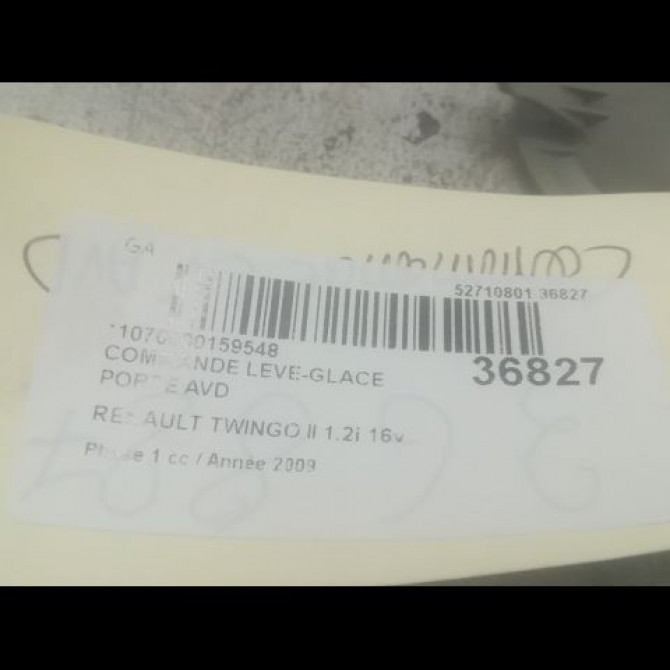 GA
52710801 36827
36827
COMMANDE LEVE-GLACE
PORTE AVD
RENAULT TWINGO II 1.2i 16v
Phase 1 cc / Année 2009